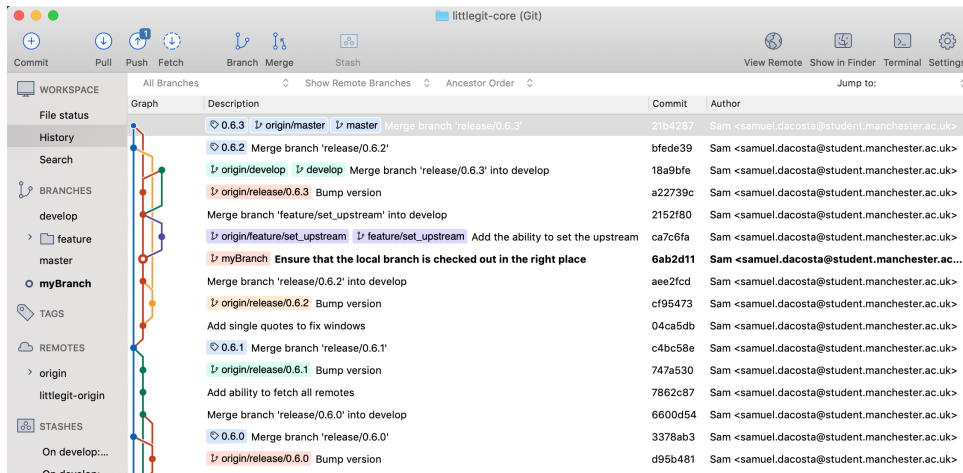 littlegit-core (Git)
1
Commit Pull Push Fetch Branch Merge Stash View Remote Show in Finder Terminal Settings
All Branches Show Remote Branches Ancestor Order Jump to:
Graph Description Commit Author
WORKSPACE
File status
History
Search
BRANCHES
develop
feature
master
myBranch
TAGS
REMOTES
origin
littlegit-origin
STASHES
On develop:...
On develop:
0.6.3 origin/master master Merge branch 'release/0.6.3' 21b4287 Sam <samuel.dacosta@student.manchester.ac.uk>
0.6.2 Merge branch 'release/0.6.2' bfede39 Sam <samuel.dacosta@student.manchester.ac.uk>
origin/develop develop Merge branch 'release/0.6.3' into develop 18a9bfe Sam <samuel.dacosta@student.manchester.ac.uk>
origin/release/0.6.3 Bump version a22739c Sam <samuel.dacosta@student.manchester.ac.uk>
Merge branch 'feature/set_upstream' into develop 2152f80 Sam <samuel.dacosta@student.manchester.ac.uk>
origin/feature/set_upstream feature/set_upstream Add the ability to set the upstream ca7c6fa Sam <samuel.dacosta@student.manchester.ac.uk>
myBranch Ensure that the local branch is checked out in the right place 6ab2d11 Sam <samuel.dacosta@student.manchester.ac...
Merge branch 'release/0.6.2' into develop aee2fcd Sam <samuel.dacosta@student.manchester.ac.uk>
origin/release/0.6.2 Bump version cf95473 Sam <samuel.dacosta@student.manchester.ac.uk>
Add single quotes to fix windows 04ca5db Sam <samuel.dacosta@student.manchester.ac.uk>
0.6.1 Merge branch 'release/0.6.1' c4bc58e Sam <samuel.dacosta@student.manchester.ac.uk>
origin/release/0.6.1 Bump version 747a530 Sam <samuel.dacosta@student.manchester.ac.uk>
Add ability to fetch all remotes 7862c87 Sam <samuel.dacosta@student.manchester.ac.uk>
Merge branch 'release/0.6.0' into develop 6600d54 Sam <samuel.dacosta@student.manchester.ac.uk>
0.6.0 Merge branch 'release/0.6.0' 3378ab3 Sam <samuel.dacosta@student.manchester.ac.uk>
origin/release/0.6.0 Bump version d95b481 Sam <samuel.dacosta@student.manchester.ac.uk>